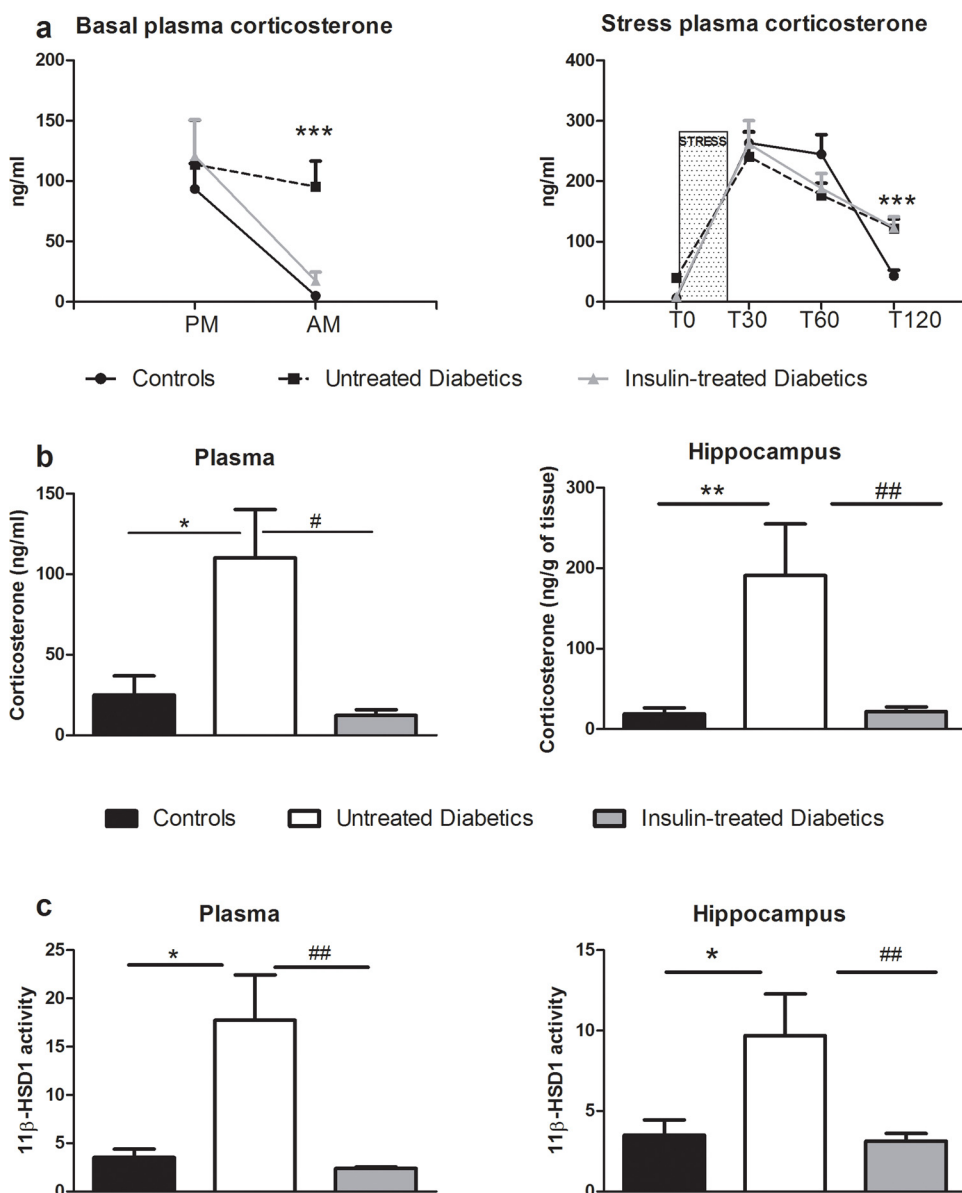 a Basal plasma corticosterone
200
150
100
50
0
ng/ml
***
PM AM
Stress plasma corticosterone
400
300
200
100
0
ng/ml
STRESS
***
T0 T30 T60 T120
Controls Untreated Diabetics Insulin-treated Diabetics
b
Plasma
150
100
50
0
Corticosterone (ng/ml)
* #
Hippocampus
300
200
100
0
Corticosterone (ng/g of tissue)
** ##
Controls Untreated Diabetics Insulin-treated Diabetics
c
Plasma
25
20
15
10
5
0
11β-HSD1 activity
* ##
Hippocampus
15
10
5
0
11β-HSD1 activity
* ##